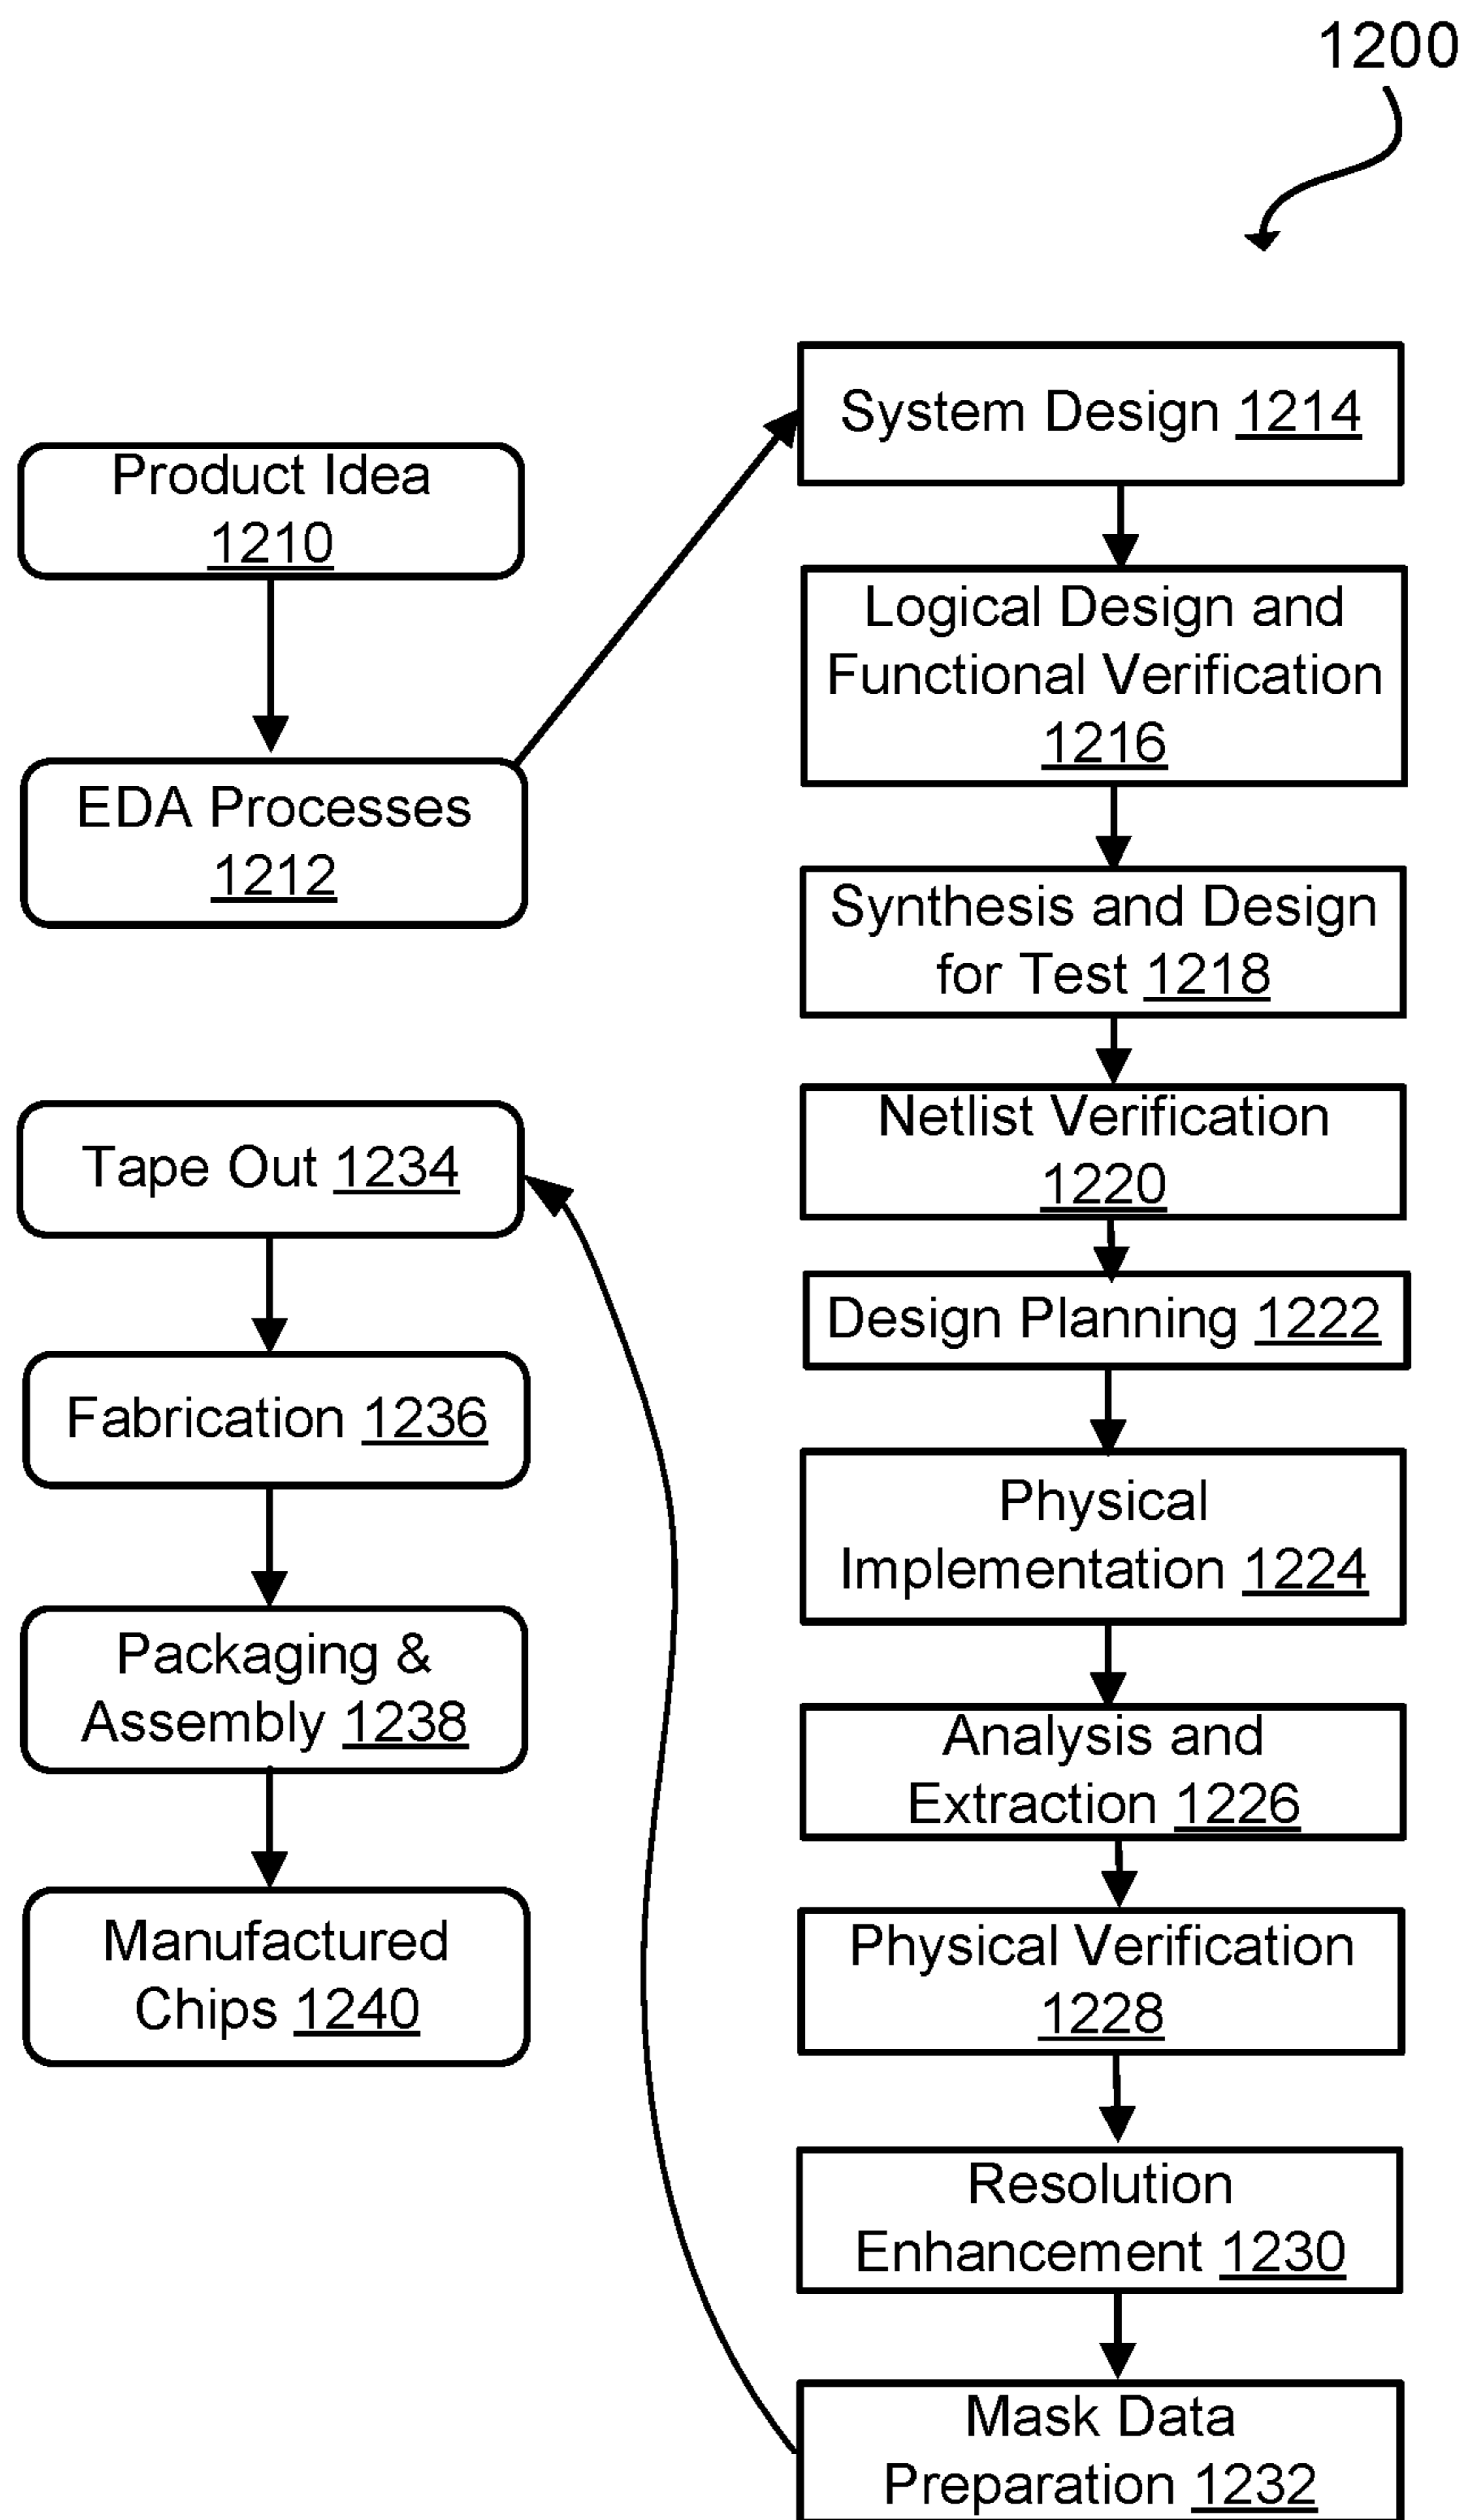 1200
Product Idea
1210
EDA Processes
1212
System Design 1214
Logical Design and
Functional Verification
1216
Synthesis and Design
for Test 1218
Netlist Verification
1220
Design Planning 1222
Physical
Implementation 1224
Analysis and
Extraction 1226
Physical Verification
1228
Resolution
Enhancement 1230
Mask Data
Preparation 1232
Tape Out 1234
Fabrication 1236
Packaging &
Assembly 1238
Manufactured
Chips 1240